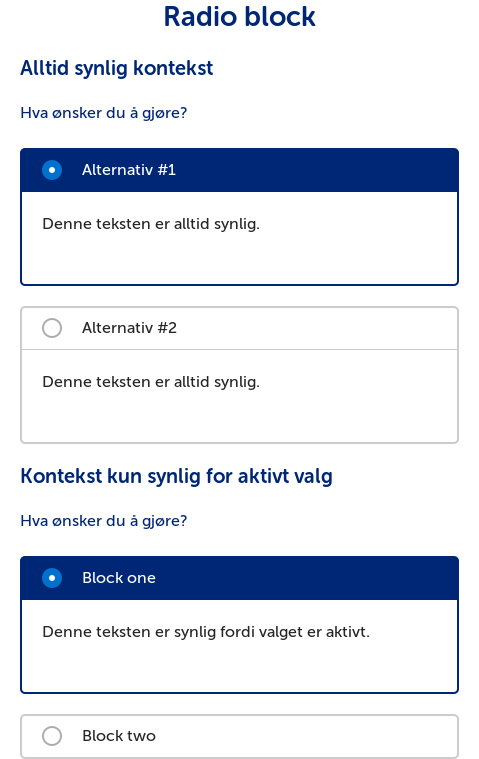 Radio block
Alltid synlig kontekst
Hva ønsker du å gjøre?
Alternativ #1
Denne teksten er alltid synlig.
Alternativ #2
Denne teksten er alltid synlig.
Kontekst kun synlig for aktivt valg
Hva ønsker du å gjøre?
Block one
Denne teksten er synlig fordi valget er aktivt.
Block two